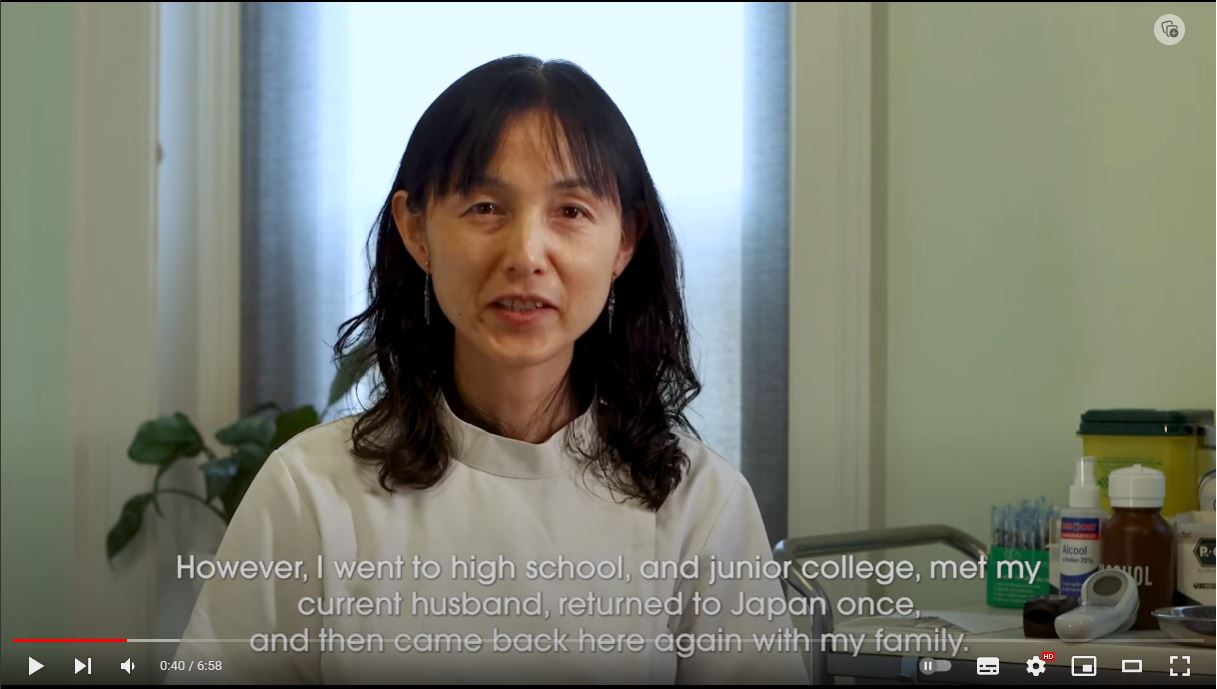 However, I went to high school, and junior college, met my
current husband, returned to Japan once,
and then came back here again with my family.
Alcool
70%
0:40 / 6:58
HD